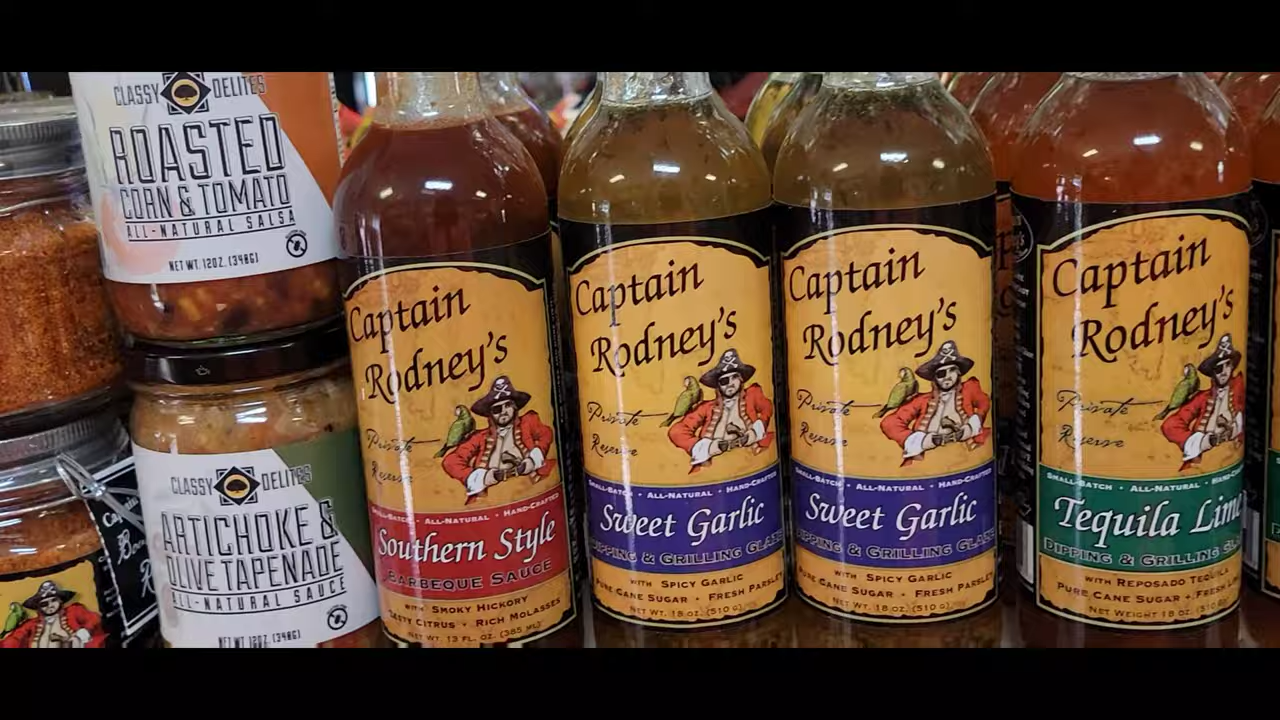 CLASSY DELITES
ROASTED
CORN & TOMATO
ALL-NATURAL SALSA
NET WT. 12OZ. (340G)
CLASSY DELITES
ARTICHOKE &
OLIVE TAPENADE
ALL-NATURAL SAUCE
NET WT. 12OZ. (340G)
Captain
Rodney's
Private
Reserve
SMALL-BATCH • ALL-NATURAL • HAND-CRAFTED
Southern Style
BARBEQUE SAUCE
WITH SMOKY HICKORY
ZESTY CITRUS • RICH MOLASSES
NET WT. 13 FL. OZ. (385 ML)
Captain
Rodney's
Private
Reserve
SMALL-BATCH • ALL-NATURAL • HAND-CRAFTED
Sweet Garlic
DIPPING & GRILLING GLAZE
WITH SPICY GARLIC
PURE CANE SUGAR • FRESH PARSLEY
NET WT. 18 OZ. (510 G)
Captain
Rodney's
Private
Reserve
SMALL-BATCH • ALL-NATURAL • HAND-CRAFTED
Sweet Garlic
DIPPING & GRILLING GLAZE
WITH SPICY GARLIC
PURE CANE SUGAR • FRESH PARSLEY
NET WT. 18 OZ. (510 G)
Captain
Rodney's
Private
Reserve
SMALL-BATCH • ALL-NATURAL • HAND-
Tequila Lime
DIPPING & GRILLING
WITH REPOSADO TEQUILA
PURE CANE SUGAR • FRESH
NET WEIGHT 18 OZ. (510 G)